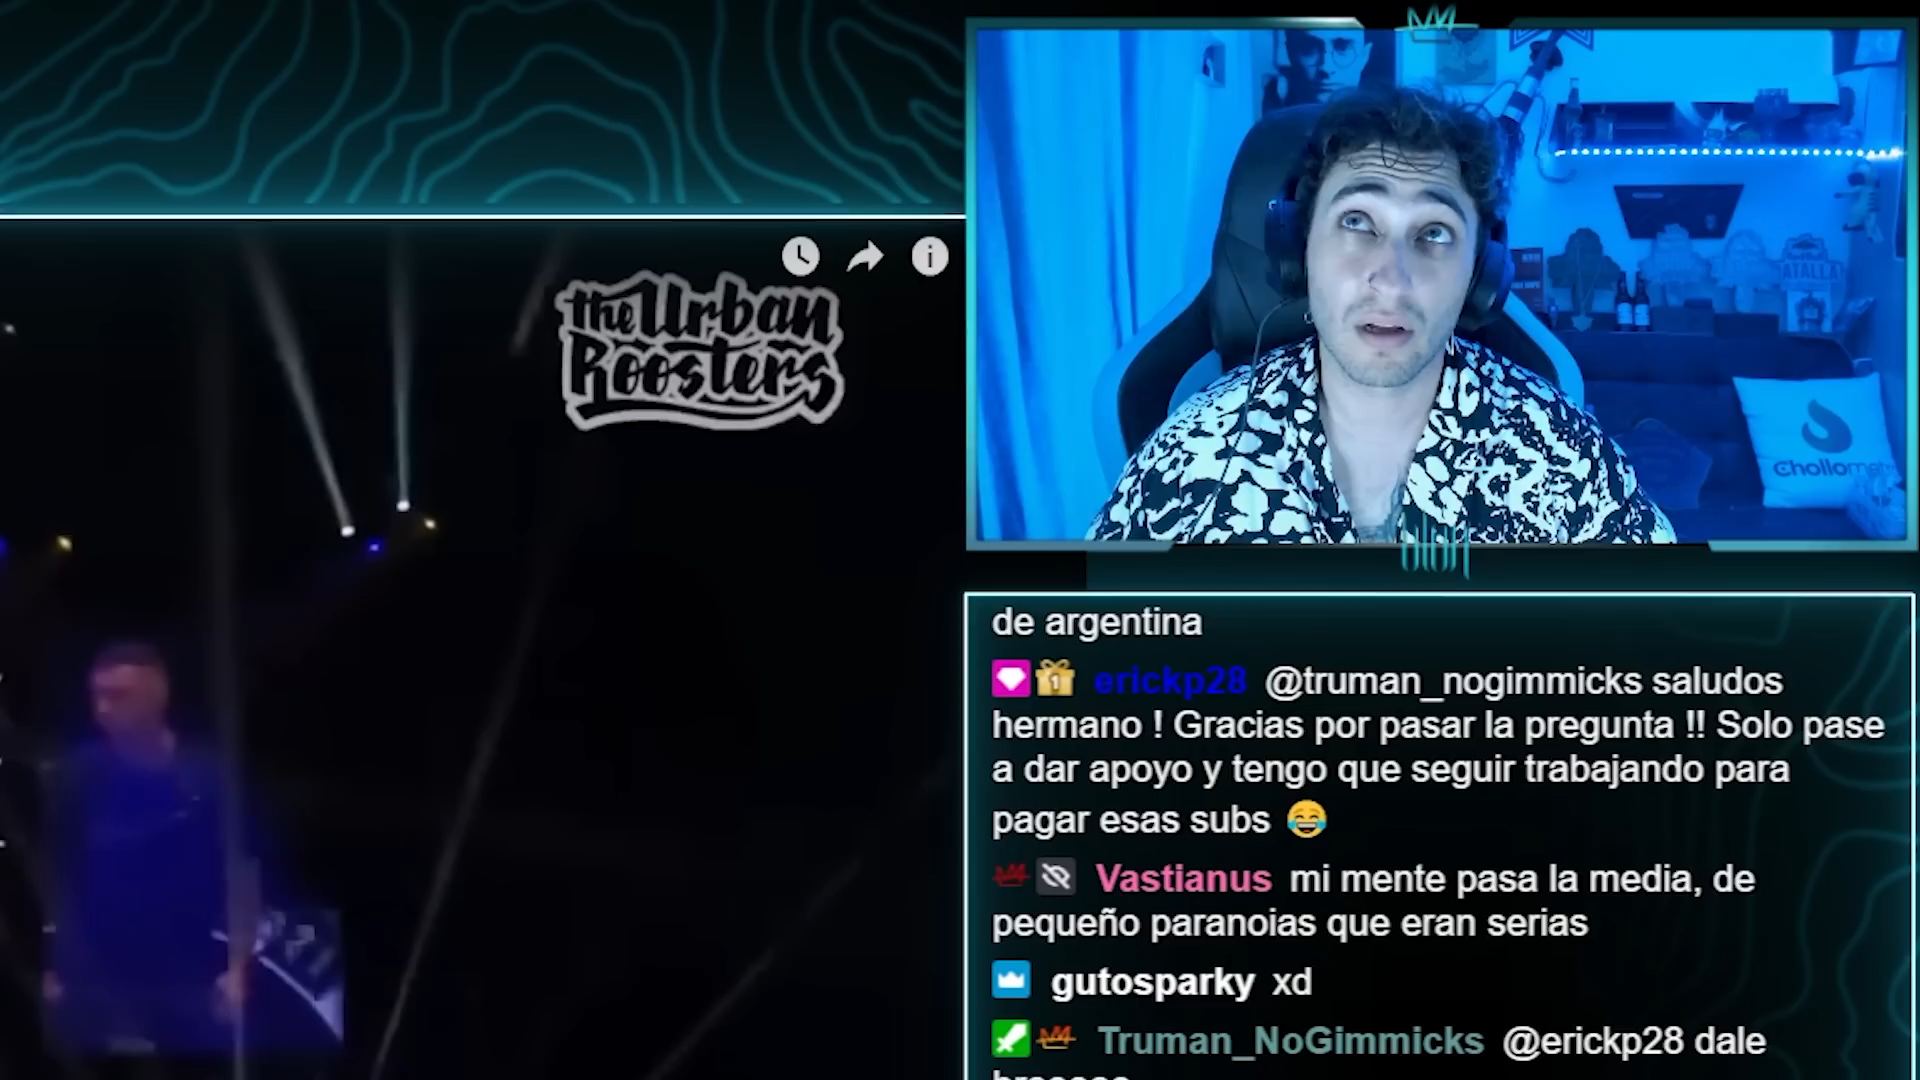 the Urban
Roosters
ATALLA
Chollome
de argentina
erickp28 @truman_nogimmicks saludos
hermano ! Gracias por pasar la pregunta !! Solo pase
a dar apoyo y tengo que seguir trabajando para
pagar esas subs 😂
Vastianus mi mente pasa la media, de
pequeño paranoias que eran serias
gutosparky xd
Truman_NoGimmicks @erickp28 dale